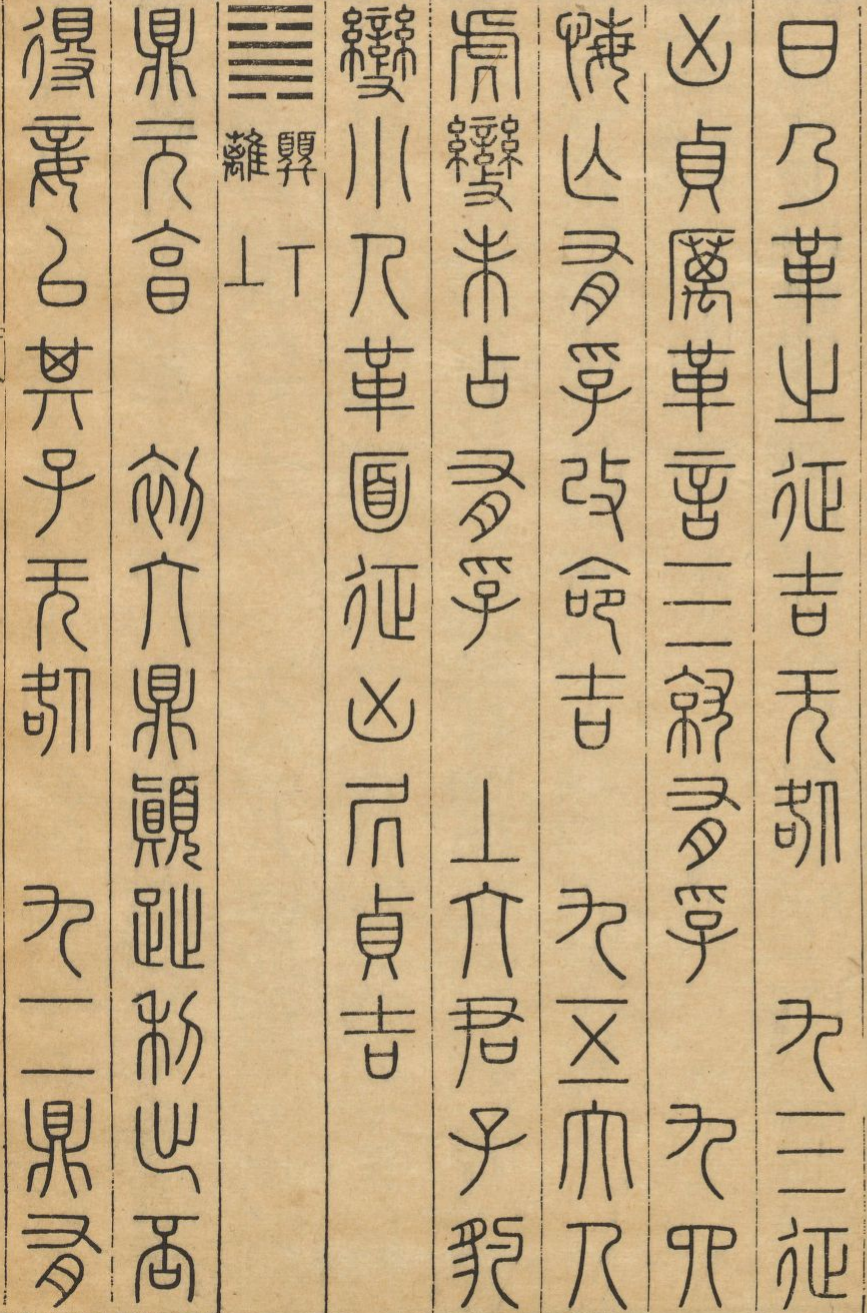 日乃革之征吉无咎　九三征
凶貞厲革言三就有孚　九四
悔亡有孚改命吉　九五大人
虎變未占有孚　上六君子豹
變小人革面征凶居貞吉
䷱巽下離上
鼎元亨　初六鼎顛趾利出否
得妾以其子无咎　九二鼎有